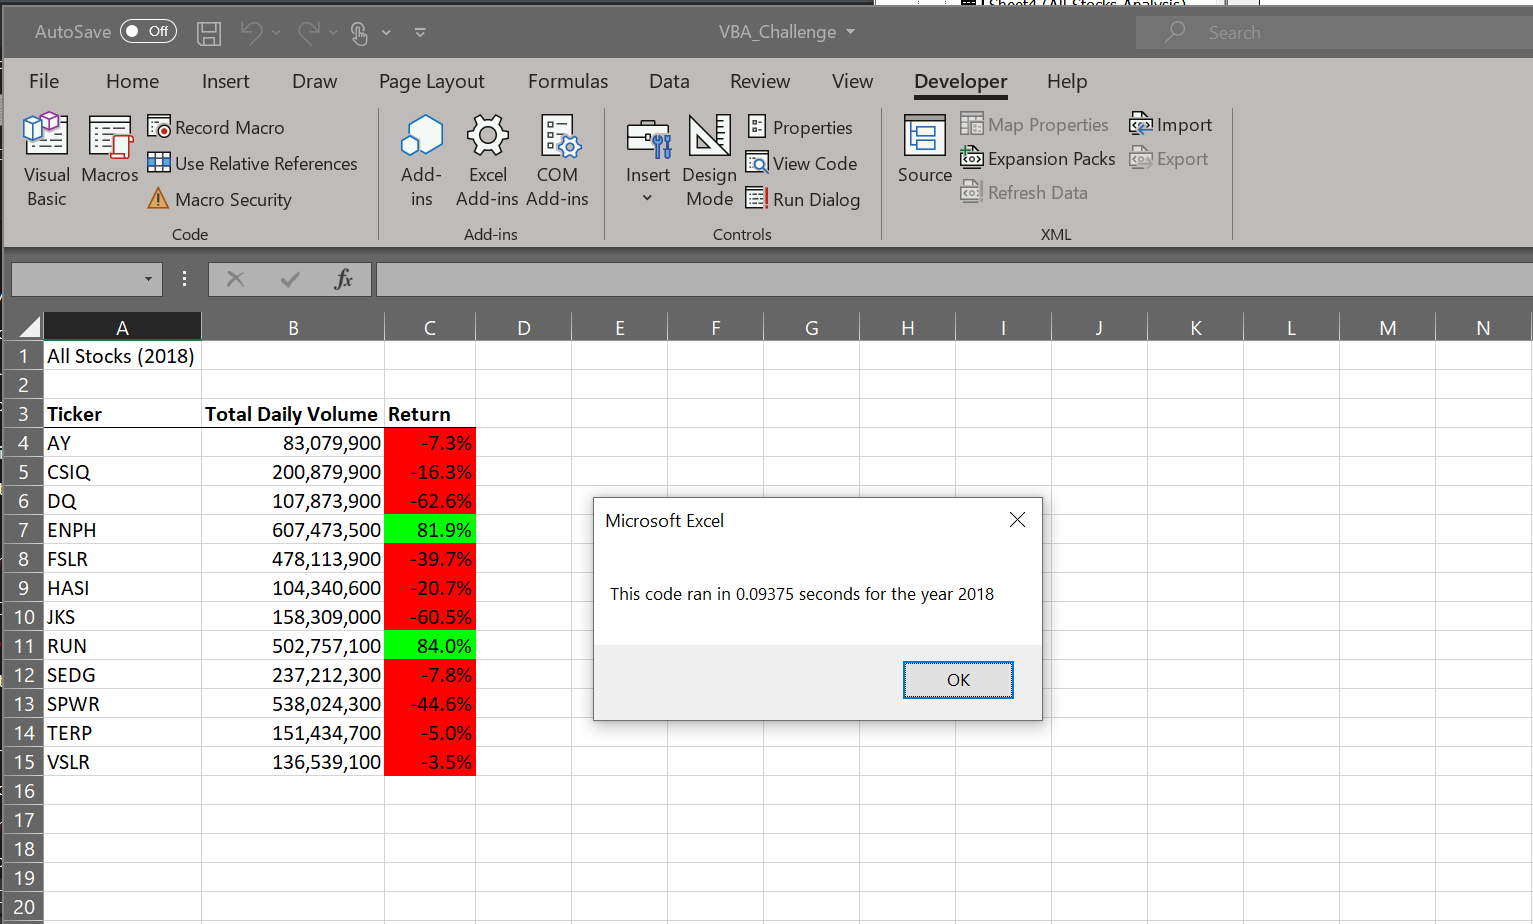 Sheet4 (All Stocks Analysis)
AutoSave Off VBA_Challenge Search
File Home Insert Draw Page Layout Formulas Data Review View Developer Help
Visual Basic
Macros
Record Macro
Use Relative References
Macro Security
Code
Add-ins
Excel Add-ins
COM Add-ins
Add-ins
Insert
Design Mode
Properties
View Code
Run Dialog
Controls
Source
Map Properties
Expansion Packs
Refresh Data
Import
Export
XML
fx
A B C D E F G H I J K L M N
1 All Stocks (2018)
2
3 Ticker Total Daily Volume Return
4 AY 83,079,900 -7.3%
5 CSIQ 200,879,900 -16.3%
6 DQ 107,873,900 -62.6%
7 ENPH 607,473,500 81.9%
8 FSLR 478,113,900 -39.7%
9 HASI 104,340,600 -20.7%
10 JKS 158,309,000 -60.5%
11 RUN 502,757,100 84.0%
12 SEDG 237,212,300 -7.8%
13 SPWR 538,024,300 -44.6%
14 TERP 151,434,700 -5.0%
15 VSLR 136,539,100 -3.5%
16
17
18
19
20
Microsoft Excel
This code ran in 0.09375 seconds for the year 2018
OK